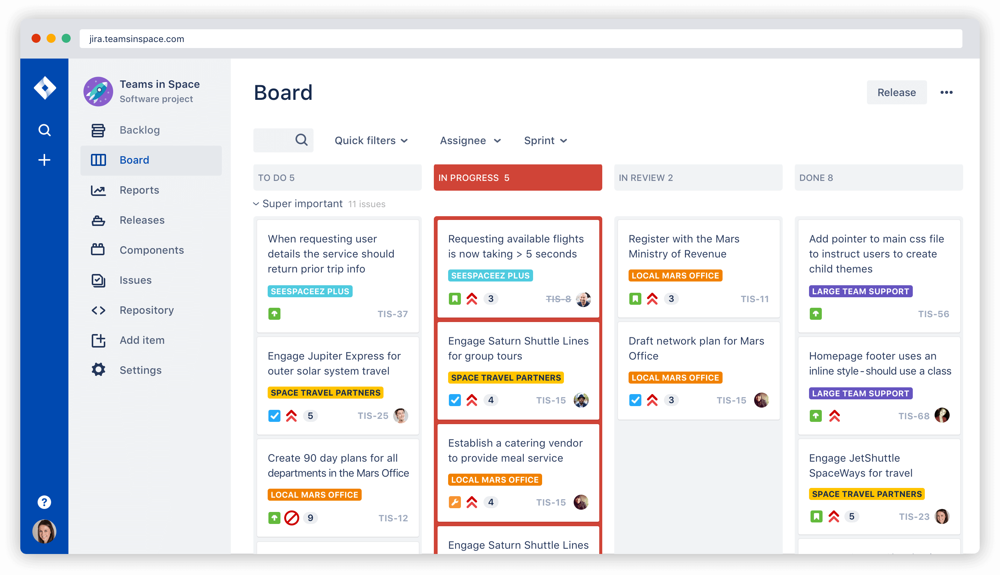 jira.teamsinspace.com
Teams in Space
Software project
Backlog
Board
Reports
Releases
Components
Issues
Repository
Add item
Settings
?
Board
Release
Quick filters
Assignee
Sprint
TO DO 5
IN PROGRESS 5
IN REVIEW 2
DONE 8
Super important 11 issues
When requesting user
details the service should
return prior trip info
SEESPACEEZ PLUS
TIS-37
Engage Jupiter Express for
outer solar system travel
SPACE TRAVEL PARTNERS
5
TIS-25
Create 90 day plans for all
departments in the Mars Office
LOCAL MARS OFFICE
9
TIS-12
Requesting available flights
is now taking > 5 seconds
SEESPACEEZ PLUS
3
TIS-8
Engage Saturn Shuttle Lines
for group tours
SPACE TRAVEL PARTNERS
4
TIS-15
Establish a catering vendor
to provide meal service
LOCAL MARS OFFICE
4
TIS-15
Engage Saturn Shuttle Lines
Register with the Mars
Ministry of Revenue
LOCAL MARS OFFICE
3
TIS-11
Draft network plan for Mars
Office
LOCAL MARS OFFICE
3
TIS-15
Add pointer to main css file
to instruct users to create
child themes
LARGE TEAM SUPPORT
TIS-56
Homepage footer uses an
inline style-should use a class
LARGE TEAM SUPPORT
TIS-68
Engage JetShuttle
SpaceWays for travel
SPACE TRAVEL PARTNERS
5
TIS-23